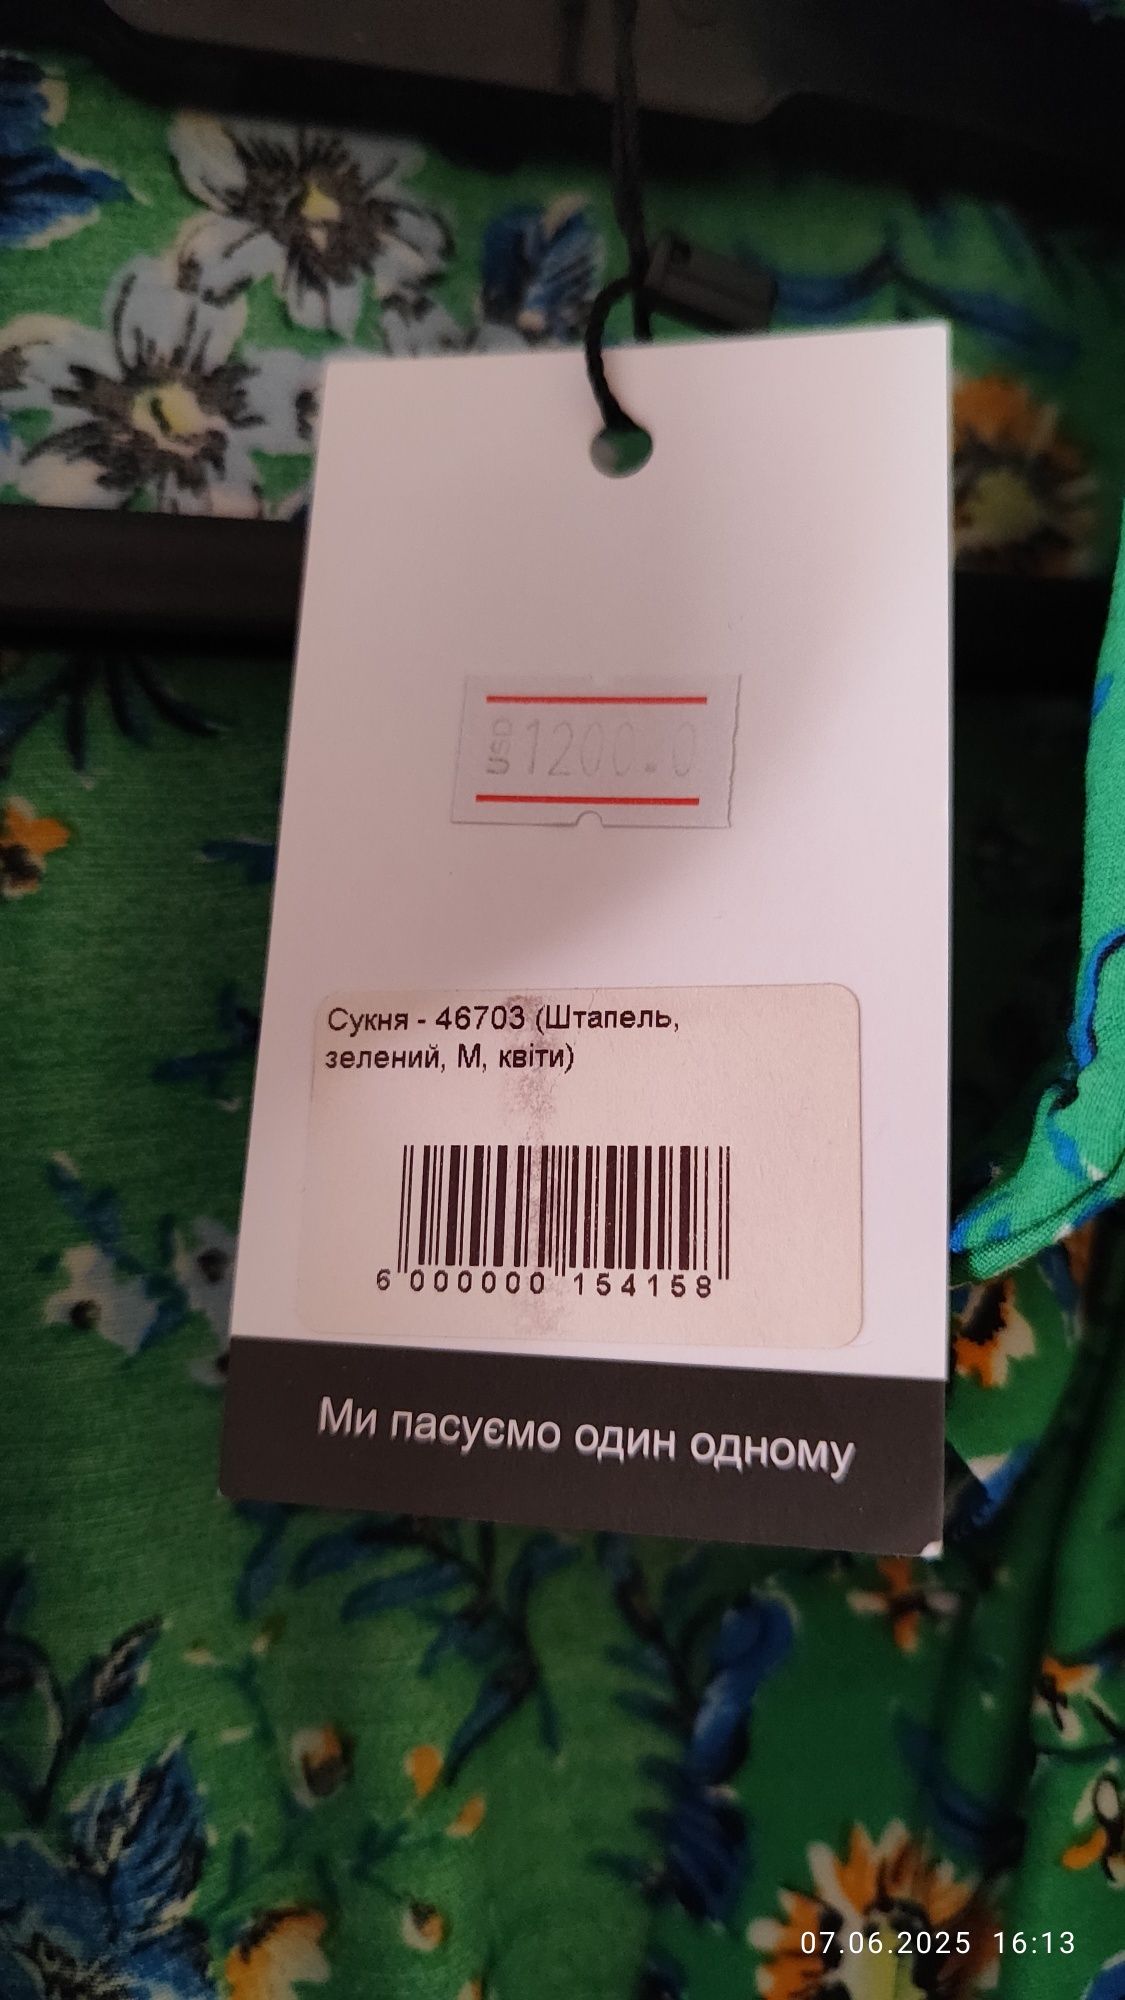 USD 1200.0
Сукня - 46703 (Штапель,
зелений, М, квіти)
6 000000 154158
Ми пасуємо один одному
07.06.2025 16:13